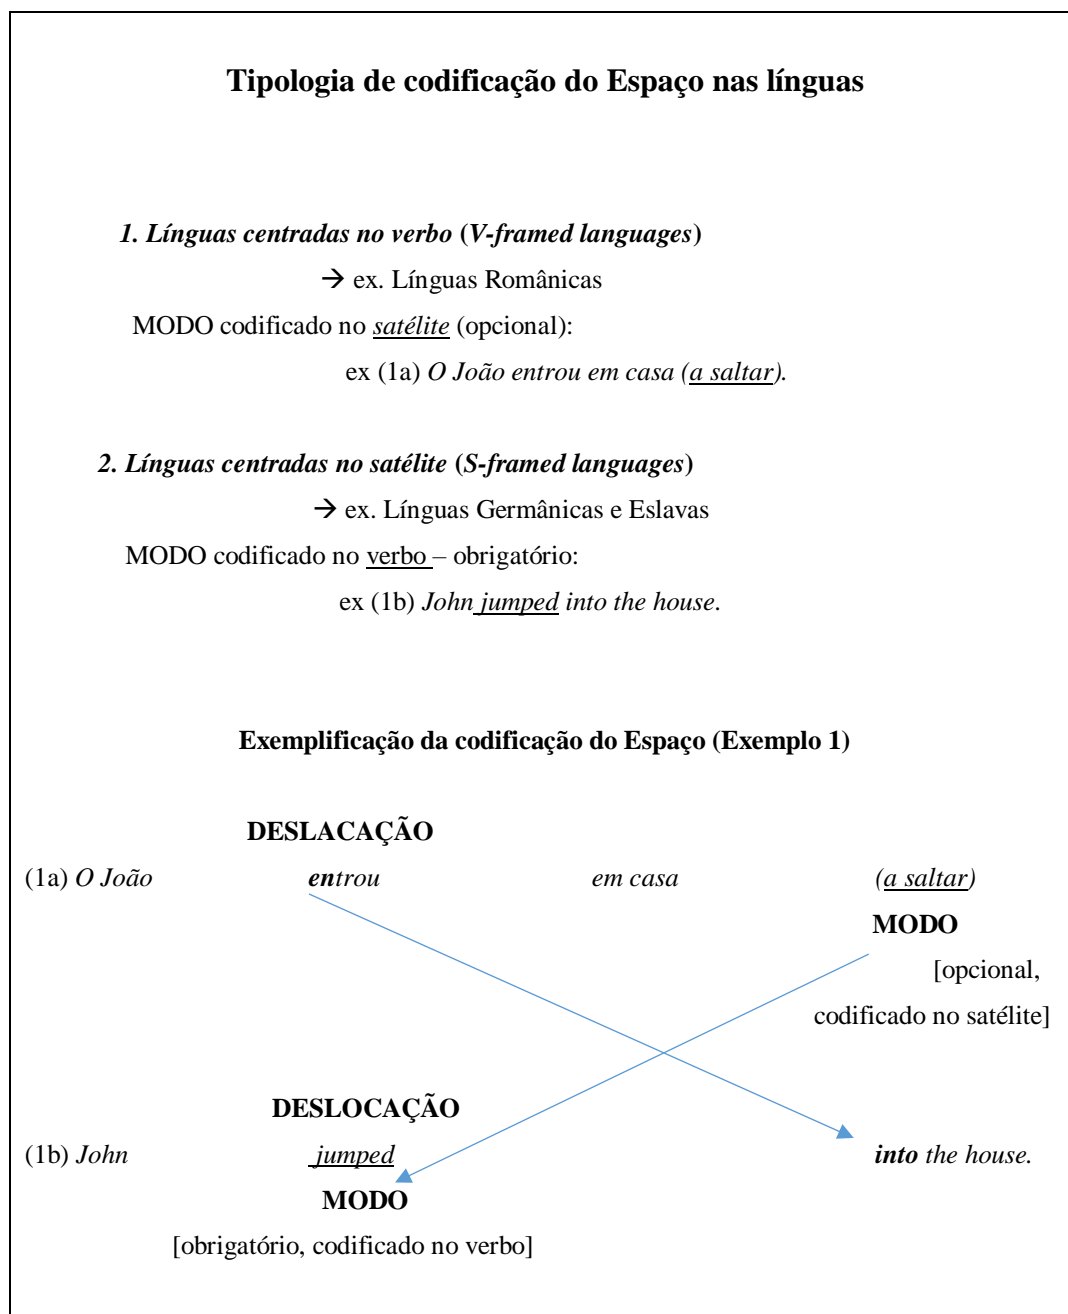 Tipologia de codificação do Espaço nas línguas
1. Línguas centradas no verbo (V-framed languages)
→ ex. Línguas Românicas
MODO codificado no satélite (opcional):
ex (1a) O João entrou em casa (a saltar).
2. Línguas centradas no satélite (S-framed languages)
→ ex. Línguas Germânicas e Eslavas
MODO codificado no verbo – obrigatório:
ex (1b) John jumped into the house.
Exemplificação da codificação do Espaço (Exemplo 1)
DESLACAÇÃO
(1a) O João entrou em casa (a saltar)
MODO
[opcional,
codificado no satélite]
DESLOCAÇÃO
(1b) John jumped into the house.
MODO
[obrigatório, codificado no verbo]